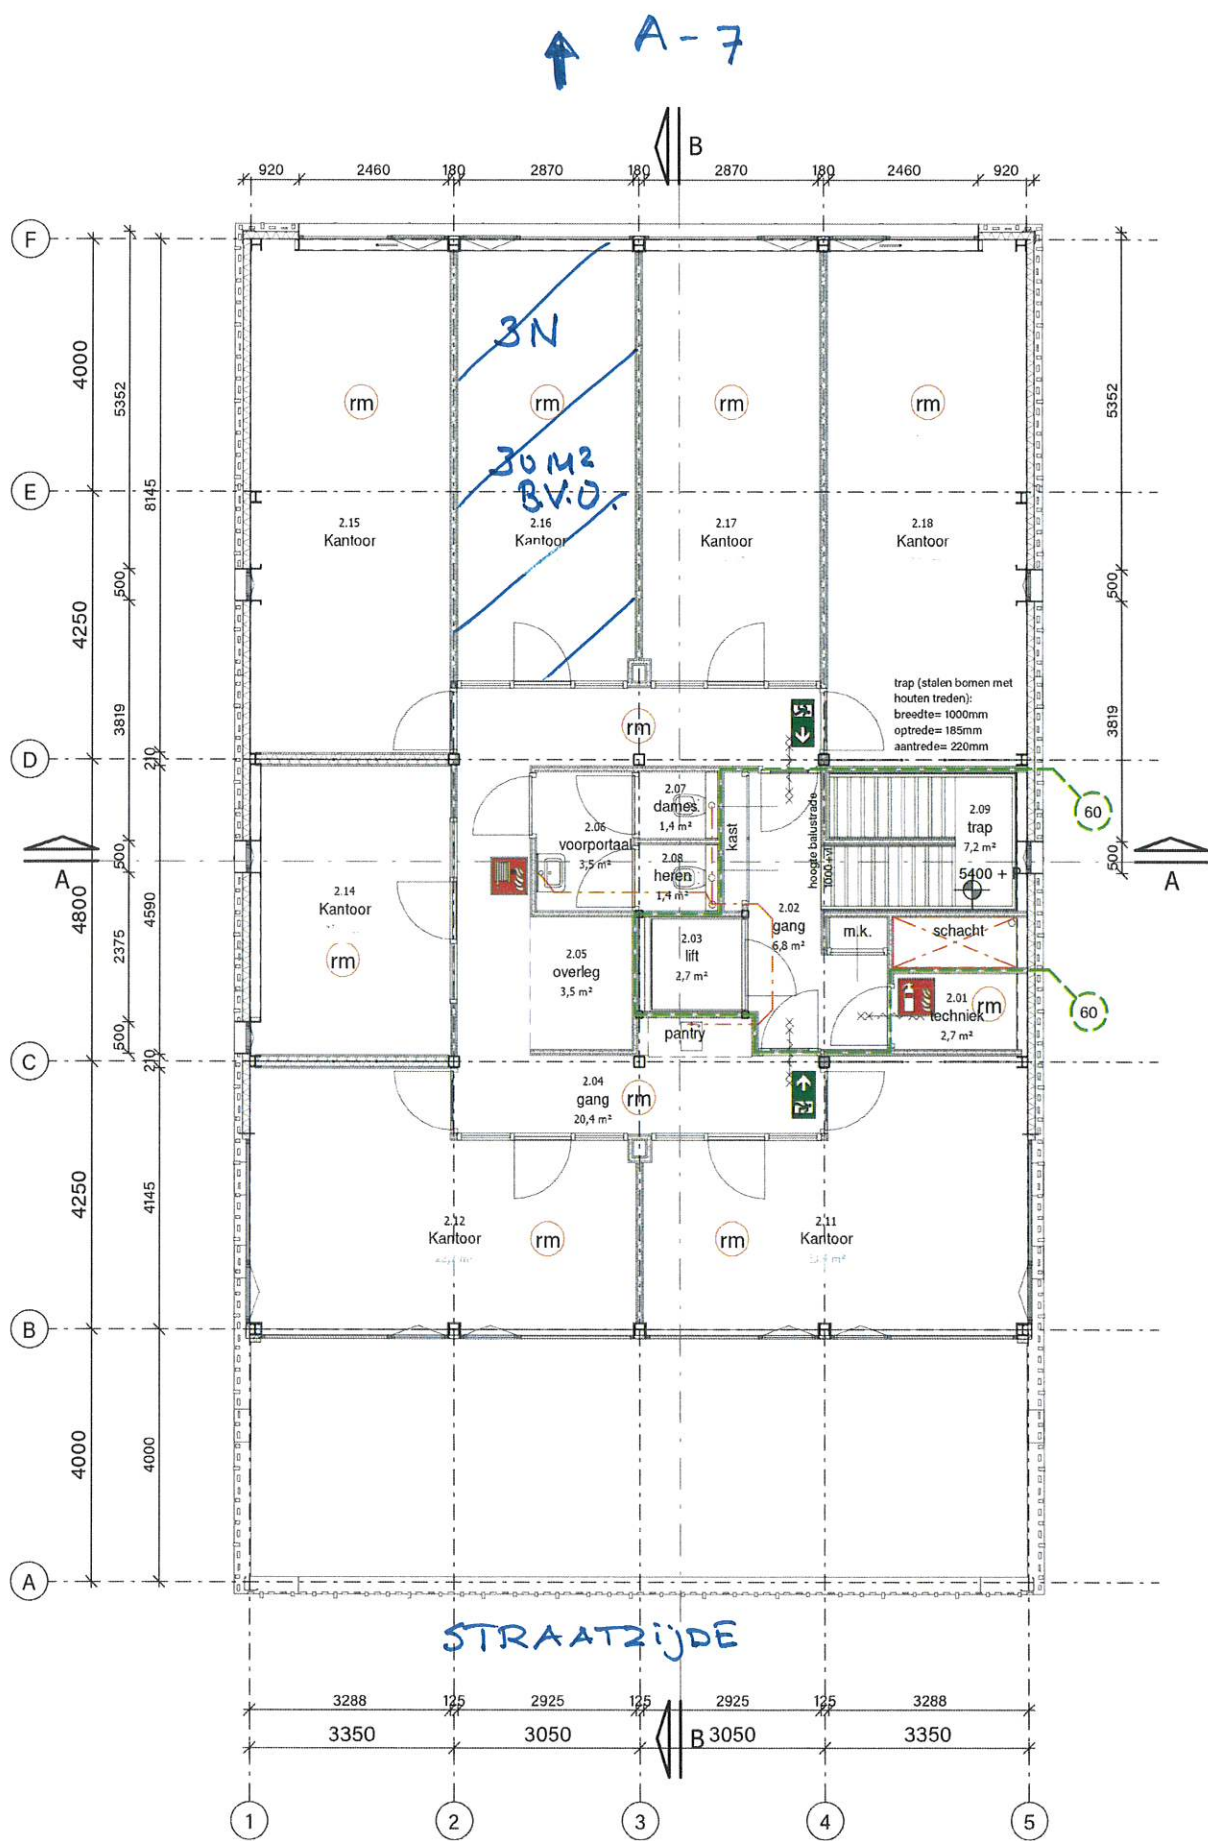 A - 7
B
920 2460 180 2870 180 2870 180 2460 920
F
4000
5352
8145
3N
rm
rm
rm
rm
5352
30 M2
B.V.O.
E
2.15
Kantoor
2.16
Kantoor
2.17
Kantoor
2.18
Kantoor
500
500
4250
3819
3819
trap (stalen bomen met
houten treden):
breedte= 1000mm
optrede= 185mm
aantrede= 220mm
rm
D
210
60
2.07
dames
1,4 m²
2.06
voorportaal
3,5 m²
kast
hoogte balustrade
1000+vl
2.09
trap
7,2 m²
5400 +
A
500
500
A
2.08
heren
1,4 m²
4800
4590
2.14
Kantoor
2.02
gang
6,8 m²
m.k.
schacht
2375
rm
2.05
overleg
3,5 m²
2.03
lift
2,7 m²
2.01
techniek
2,7 m²
rm
60
pantry
500
C
210
2.04
gang
20,4 m²
rm
4250
4145
2.12
Kantoor
rm
rm
2.11
Kantoor
B
4000
4000
A
STRAATZIJDE
3288 125 2925 125 2925 125 3288
3350 3050 B 3050 3350
1 2 3 4 5